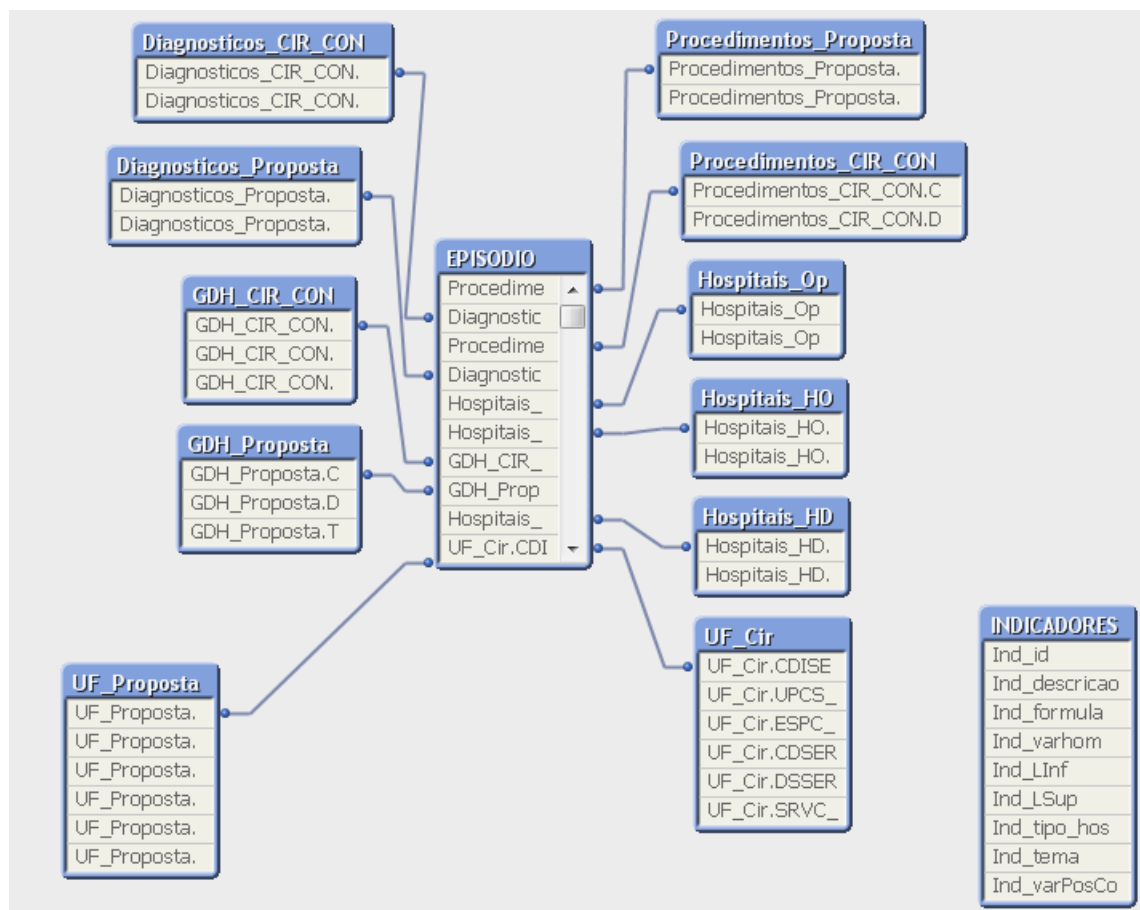 Diagnosticos_CIR_CON
Diagnosticos_CIR_CON.
Diagnosticos_CIR_CON.
Diagnosticos_Proposta
Diagnosticos_Proposta.
Diagnosticos_Proposta.
GDH_CIR_CON
GDH_CIR_CON.
GDH_CIR_CON.
GDH_CIR_CON.
GDH_Proposta
GDH_Proposta.C
GDH_Proposta.D
GDH_Proposta.T
UF_Proposta
UF_Proposta.
UF_Proposta.
UF_Proposta.
UF_Proposta.
UF_Proposta.
UF_Proposta.
EPISODIO
Procedime
Diagnostic
Procedime
Diagnostic
Hospitais_
Hospitais_
GDH_CIR_
GDH_Prop
Hospitais_
UF_Cir.CDI
Procedimentos_Proposta
Procedimentos_Proposta.
Procedimentos_Proposta.
Procedimentos_CIR_CON
Procedimentos_CIR_CON.C
Procedimentos_CIR_CON.D
Hospitais_Op
Hospitais_Op
Hospitais_Op
Hospitais_HO
Hospitais_HO.
Hospitais_HO.
Hospitais_HD
Hospitais_HD.
Hospitais_HD.
UF_Cir
UF_Cir.CDISE
UF_Cir.UPCS_
UF_Cir.ESPC_
UF_Cir.CDSER
UF_Cir.DSSER
UF_Cir.SRVC_
INDICADORES
Ind_id
Ind_descricao
Ind_formula
Ind_varhom
Ind_LInf
Ind_LSup
Ind_tipo_hos
Ind_tema
Ind_varPosCo